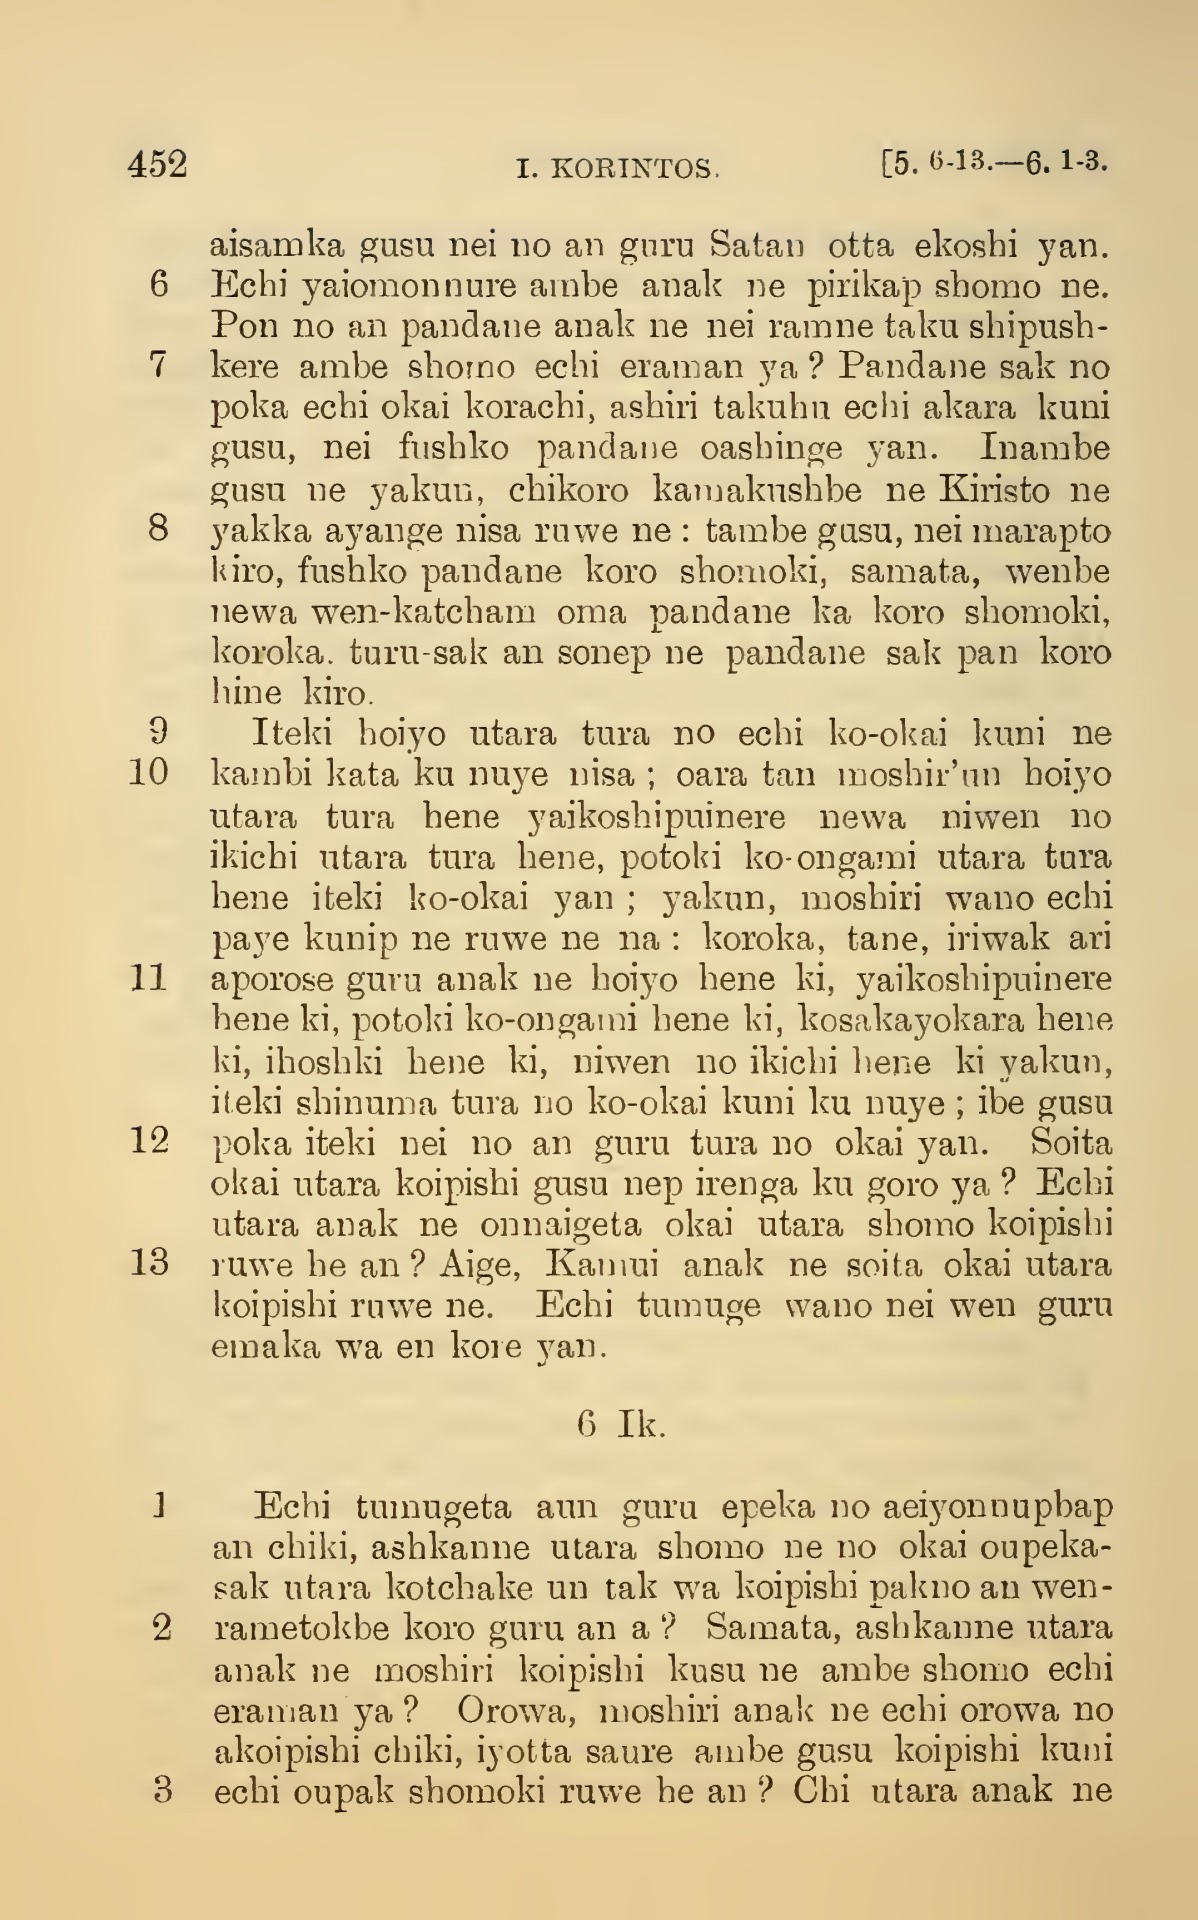 452 I. KORINTOS. [5. 6-13.—6. 1-3.
aisamka gusu nei no an guru Satan otta ekoshi yan.
6 Echi yaiomonnure ambe anak ne pirikap shomo ne.
Pon no an pandane anak ne nei ramne taku shipush-
7 kere ambe shomo echi eraman ya? Pandane sak no
poka echi okai korachi, ashiri takuhu echi akara kuni
gusu, nei fushko pandane oashinge yan. Inambe
gusu ne yakun, chikoro kamakushbe ne Kiristo ne
8 yakka ayange nisa ruwe ne: tambe gusu, nei marapto
kiro, fushko pandane koro shomoki, samata, wenbe
newa wen-katcham oma pandane ka koro shomoki,
koroka. turu-sak an sonep ne pandane sak pan koro
hine kiro.
9 Iteki hoiyo utara tura no echi ko-okai kuni ne
10 kambi kata ku nuye nisa; oara tan moshir'un hoiyo
utara tura hene yaikoshipuinere newa niwen no
ikichi utara tura hene, potoki ko-ongami utara tura
hene iteki ko-okai yan; yakun, moshiri wano echi
paye kunip ne ruwe ne na: koroka, tane, iriwak ari
11 aporose guru anak ne hoiyo hene ki, yaikoshipuinere
hene ki, potoki ko-ongami hene ki, kosakayokara hene
ki, ihoshki hene ki, niwen no ikichi hene ki yakun,
iteki shinuma tura no ko-okai kuni ku nuye; ibe gusu
12 poka iteki nei no an guru tura no okai yan. Soita
okai utara koipishi gusu nep irenga ku goro ya? Echi
utara anak ne onnaigeta okai utara shomo koipishi
13 ruwe he an? Aige, Kamui anak ne soita okai utara
koipishi ruwe ne. Echi tumuge wano nei wen guru
emaka wa en kore yan.
6 Ik.
1 Echi tumugeta aun guru epeka no aeiyonnupbap
an chiki, ashkanne utara shomo ne no okai oupeka-
sak utara kotchake un tak wa koipishi pakno an wen-
2 rametokbe koro guru an a? Samata, ashkanne utara
anak ne moshiri koipishi kusu ne ambe shomo echi
eraman ya? Orowa, moshiri anak ne echi orowa no
akoipishi chiki, iyotta saure ambe gusu koipishi kuni
3 echi oupak shomoki ruwe he an? Chi utara anak ne